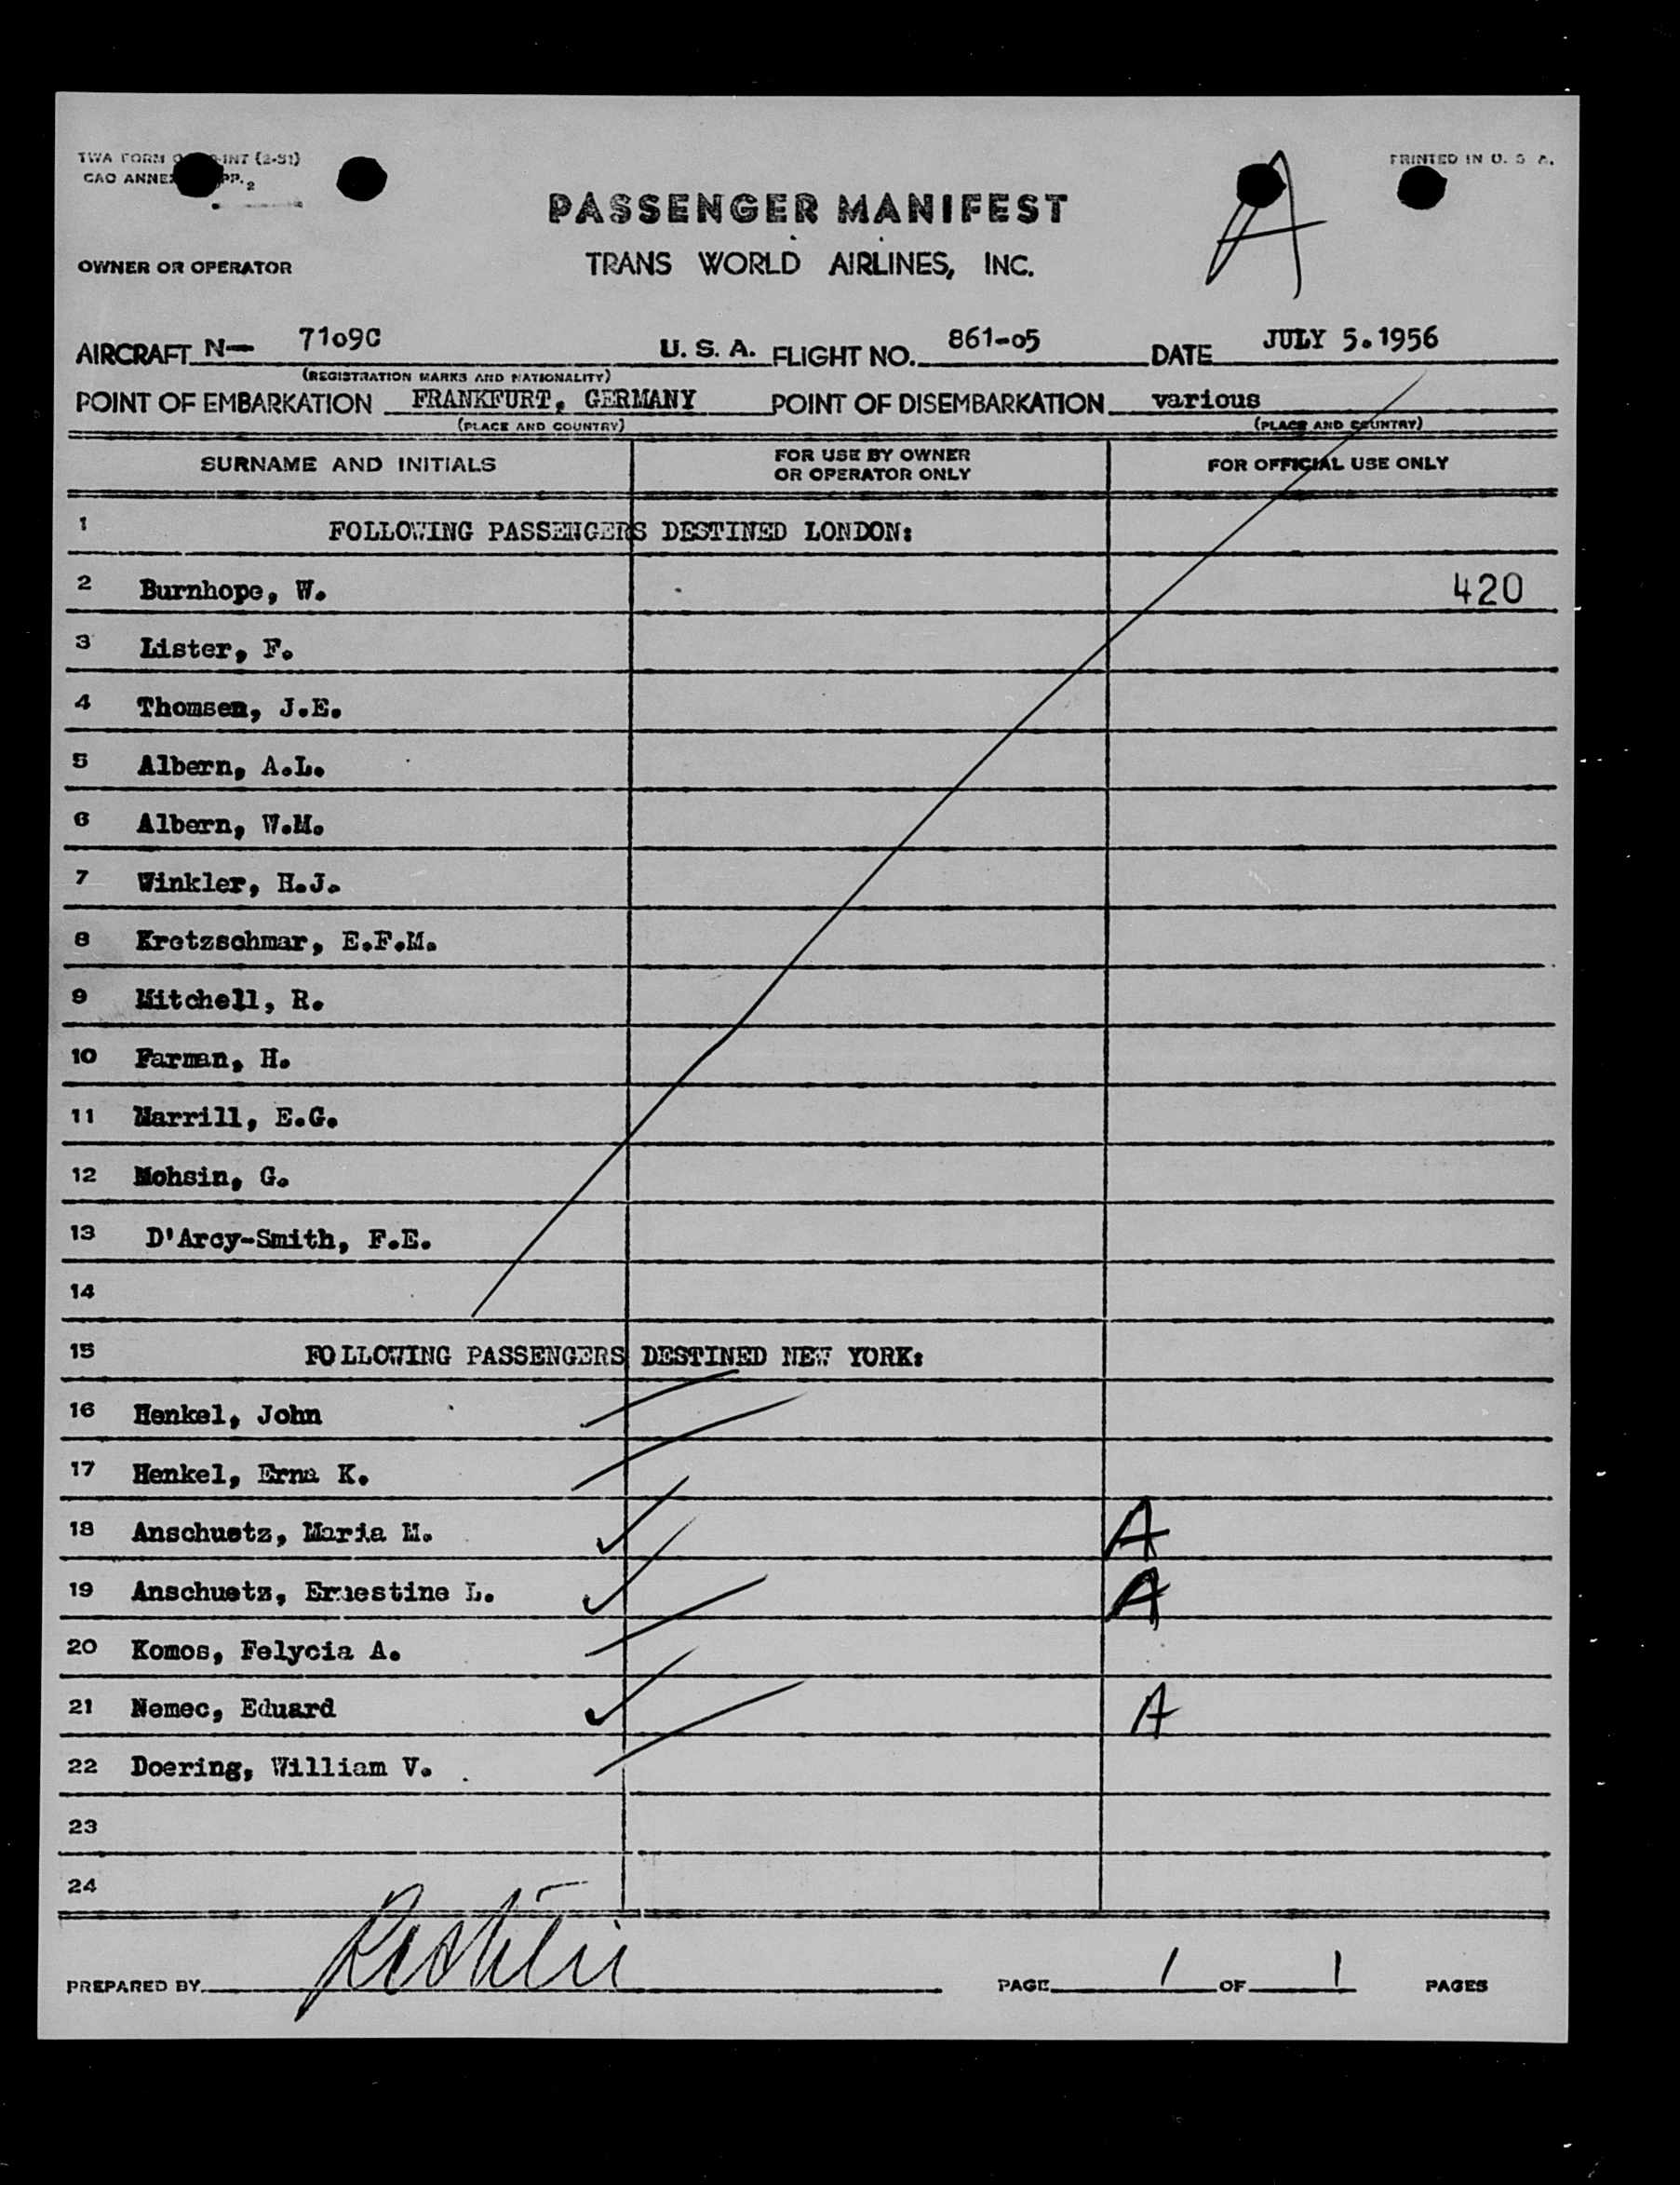 TWA FORM INT (2-51)
CAO ANNEX PP. 2
PRINTED IN U. S. A.
A
PASSENGER MANIFEST
OWNER OR OPERATOR TRANS WORLD AIRLINES, INC.
AIRCRAFT N— 7109C U. S. A. FLIGHT NO. 861-05 DATE JULY 5.1956
(REGISTRATION MARKS AND NATIONALITY)
POINT OF EMBARKATION FRANKFURT, GERMANY POINT OF DISEMBARKATION various
(PLACE AND COUNTRY) (PLACE AND COUNTRY)
SURNAME AND INITIALS FOR USE BY OWNER OR OPERATOR ONLY FOR OFFICIAL USE ONLY
1 FOLLOWING PASSENGERS DESTINED LONDON:
2 Burnhope, W. 420
3 Lister, F.
4 Thomsen, J.E.
5 Albern, A.L.
6 Albern, W.M.
7 Winkler, H.J.
8 Kretzschmar, E.F.M.
9 Mitchell, R.
10 Farman, H.
11 Marrill, E.G.
12 Mohsin, G.
13 D'Arcy-Smith, F.E.
14
15 FOLLOWING PASSENGERS DESTINED NEW YORK:
16 Henkel, John
17 Henkel, Erna K.
18 Anschuetz, Maria M. A
19 Anschuetz, Ernestine L. A
20 Komos, Felycia A.
21 Nemec, Eduard A
22 Doering, William V.
23
24
PREPARED BY PAGE 1 OF 1 PAGES